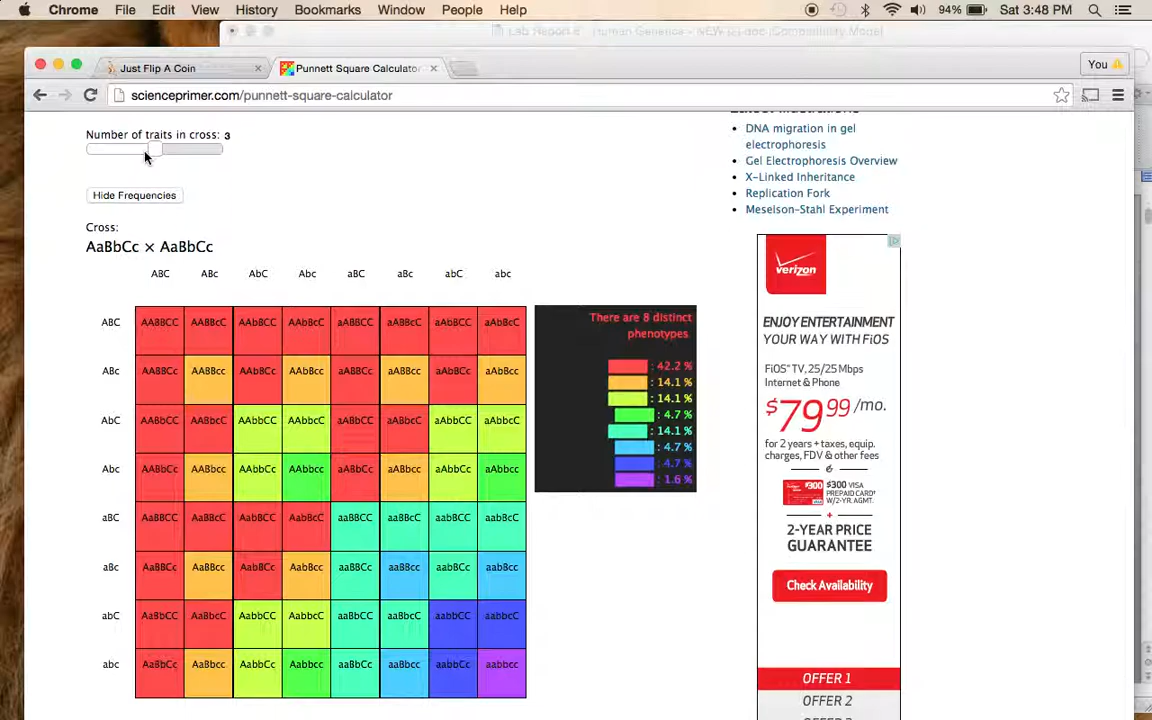 Chrome File Edit View History Bookmarks Window People Help 94% Sat 3:48 PM
Just Flip A Coin × Punnett Square Calculator × You
scienceprimer.com/punnett-square-calculator
Number of traits in cross: 3
Hide Frequencies
Cross:
AaBbCc × AaBbCc
ABC ABc AbC Abc aBC aBc abC abc
ABC AABBCC AABBcC AAbBCC AAbBcC aABBCC aABBcC aAbBCC aAbBcC
ABc AABBCc AABBcc AAbBCc AAbBcc aABBCc aABBcc aAbBCc aAbBcc
AbC AABbCC AABbcC AAbbCC AAbbcC aABbCC aABbcC aAbbCC aAbbcC
Abc AABbCc AABbcc AAbbCc AAbbcc aABbCc aABbcc aAbbCc aAbbcc
aBC AaBBCC AaBBcC AabBCC AabBcC aaBBCC aaBBcC aabBCC aabBcC
aBc AaBBCc AaBBcc AabBCc AabBcc aaBBCc aaBBcc aabBCc aabBcc
abC AaBbCC AaBbcC AabbCC AabbcC aaBbCC aaBbcC aabbCC aabbcC
abc AaBbCc AaBbcc AabbCc Aabbcc aaBbCc aaBbcc aabbCc aabbcc
There are 8 distinct
phenotypes.
: 42.2 %
: 14.1 %
: 14.1 %
: 4.7 %
: 14.1 %
: 4.7 %
: 4.7 %
: 1.6 %
DNA migration in gel
electrophoresis
Gel Electrophoresis Overview
X-Linked Inheritance
Replication Fork
Meselson-Stahl Experiment
verizon
ENJOY ENTERTAINMENT
YOUR WAY WITH FiOS
FiOS TV, 25/25 Mbps
Internet & Phone
$79.99/mo.
for 2 years + taxes, equip.
charges, FDV & other fees
&
$300 VISA
PREPAID CARD
W/2-YR. AGMT.
+
2-YEAR PRICE
GUARANTEE
Check Availability
OFFER 1
OFFER 2